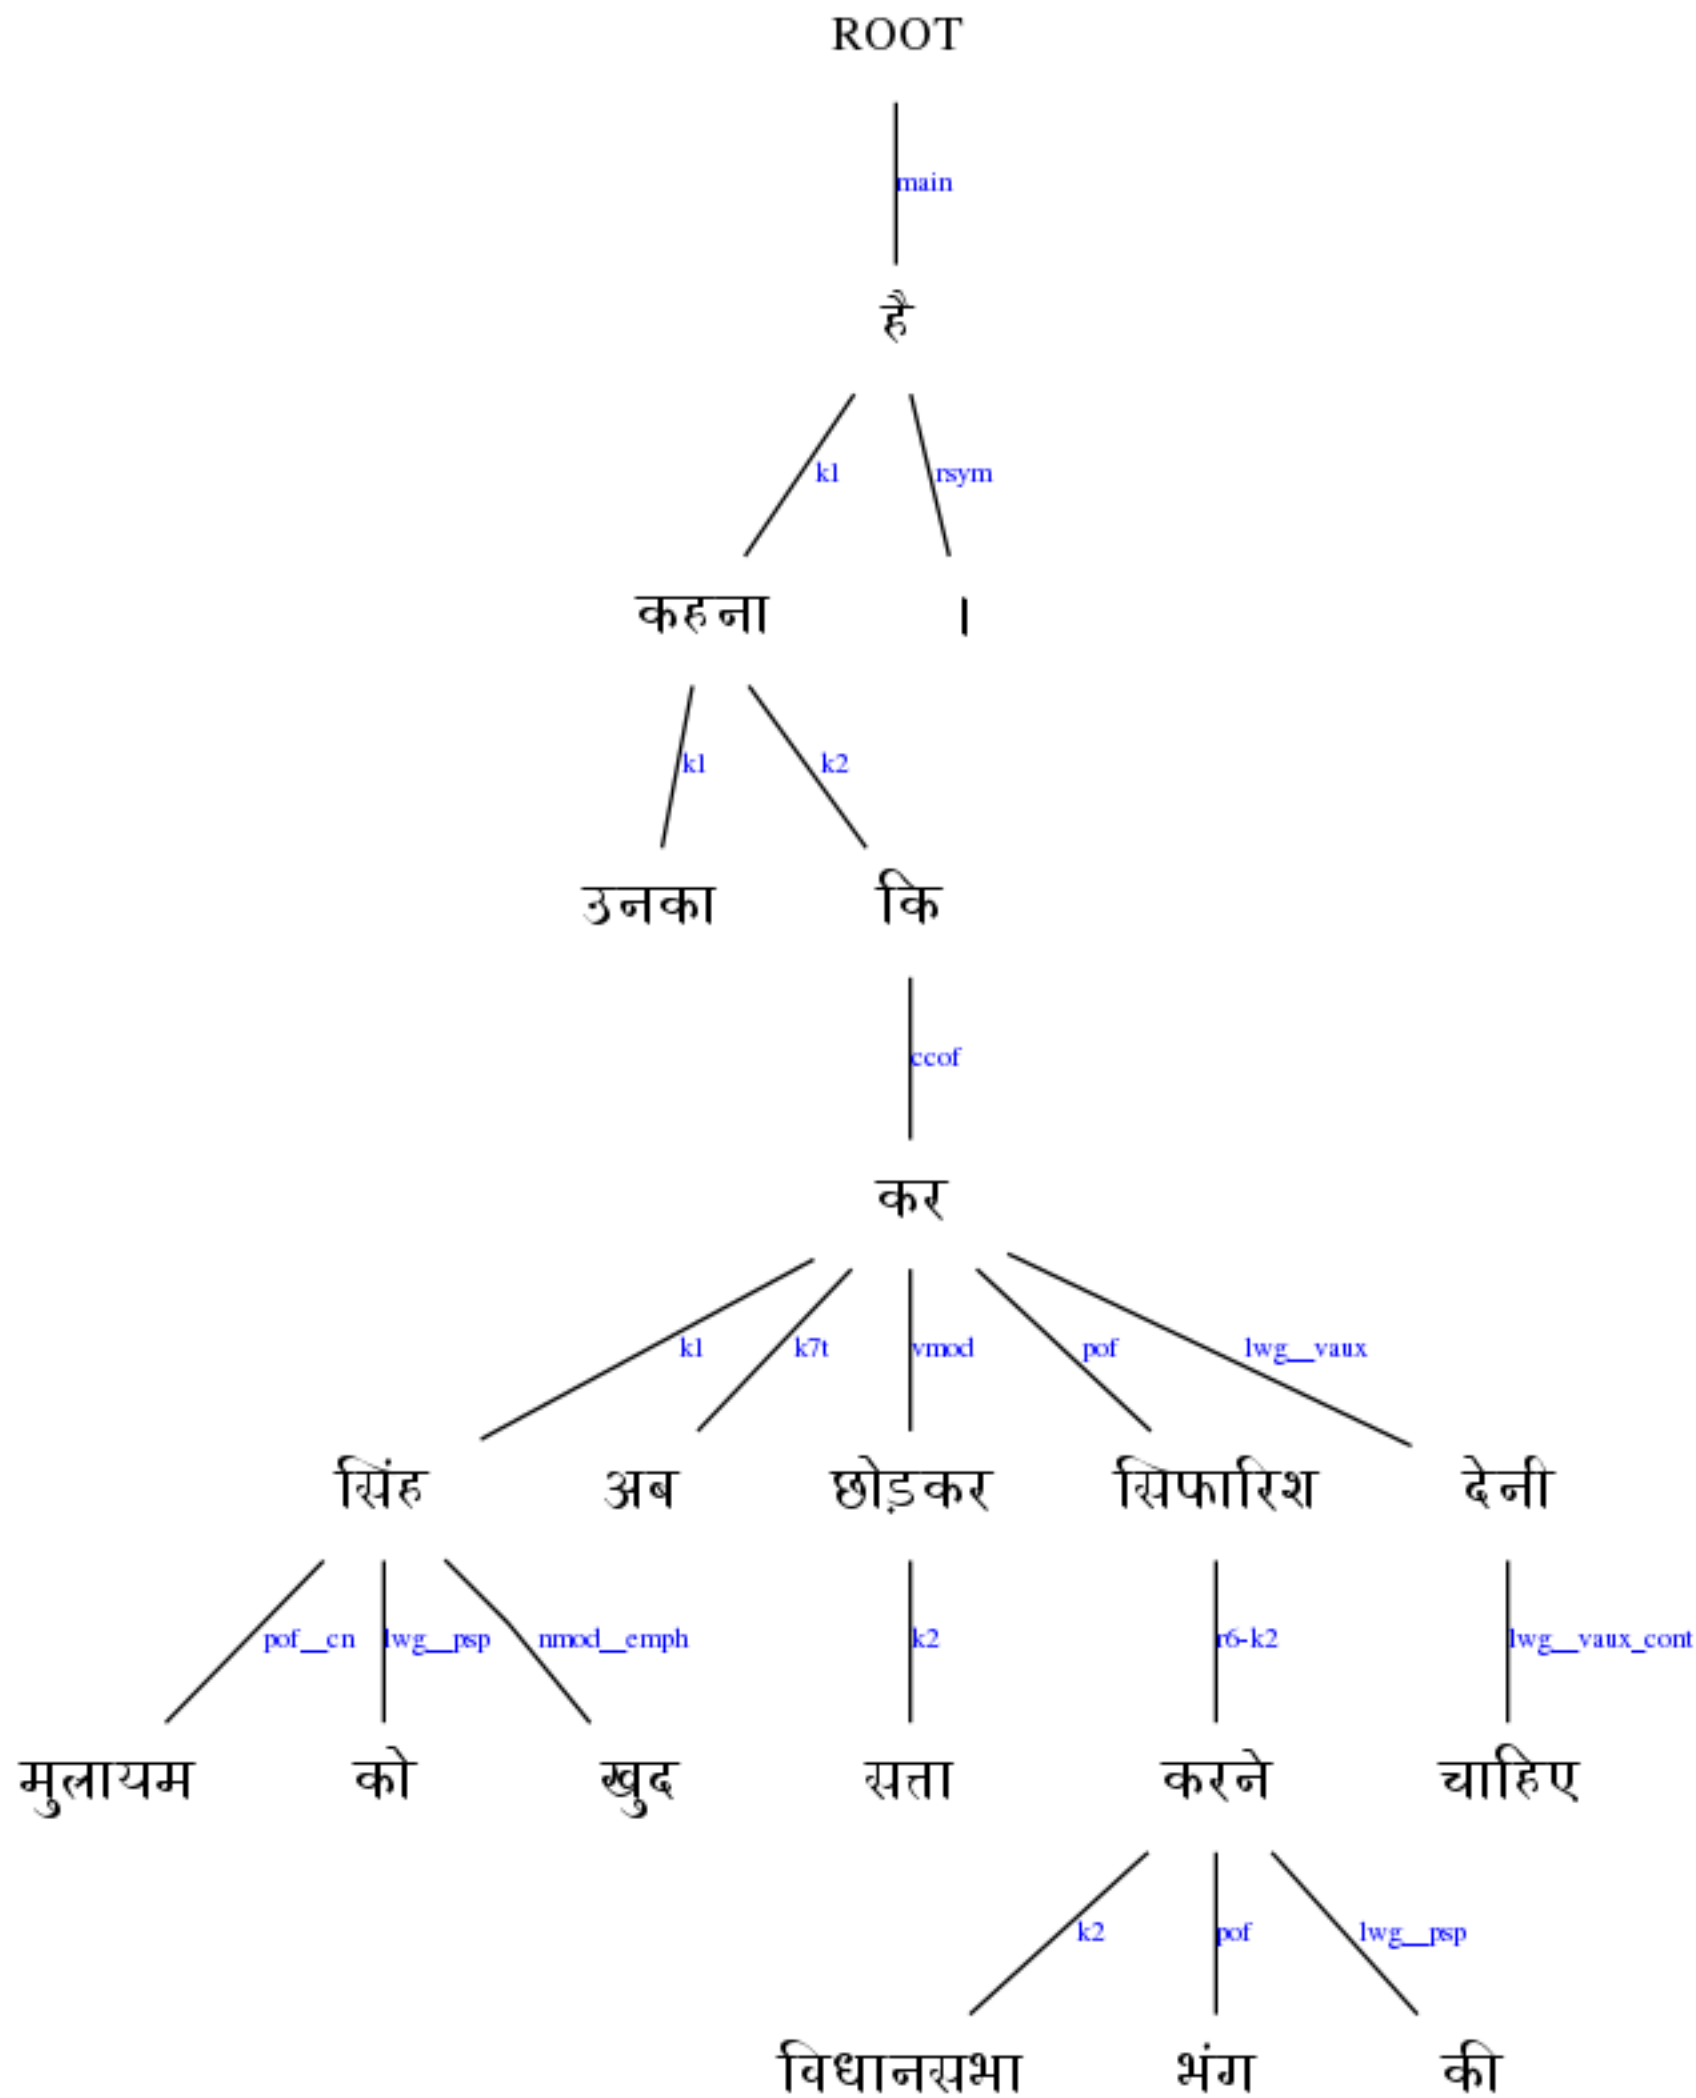 ROOT
main
है
k1 rsym
कहना ।
k1 k2
उनका कि
ccof
कर
k1 k7t vmod pof lwg__vaux
सिंह अब छोड़कर सिफारिश देनी
pof__cn lwg__psp nmod__emph k2 r6-k2 lwg__vaux_cont
मुलायम को खुद सत्ता करने चाहिए
k2 pof lwg__psp
विधानसभा भंग की